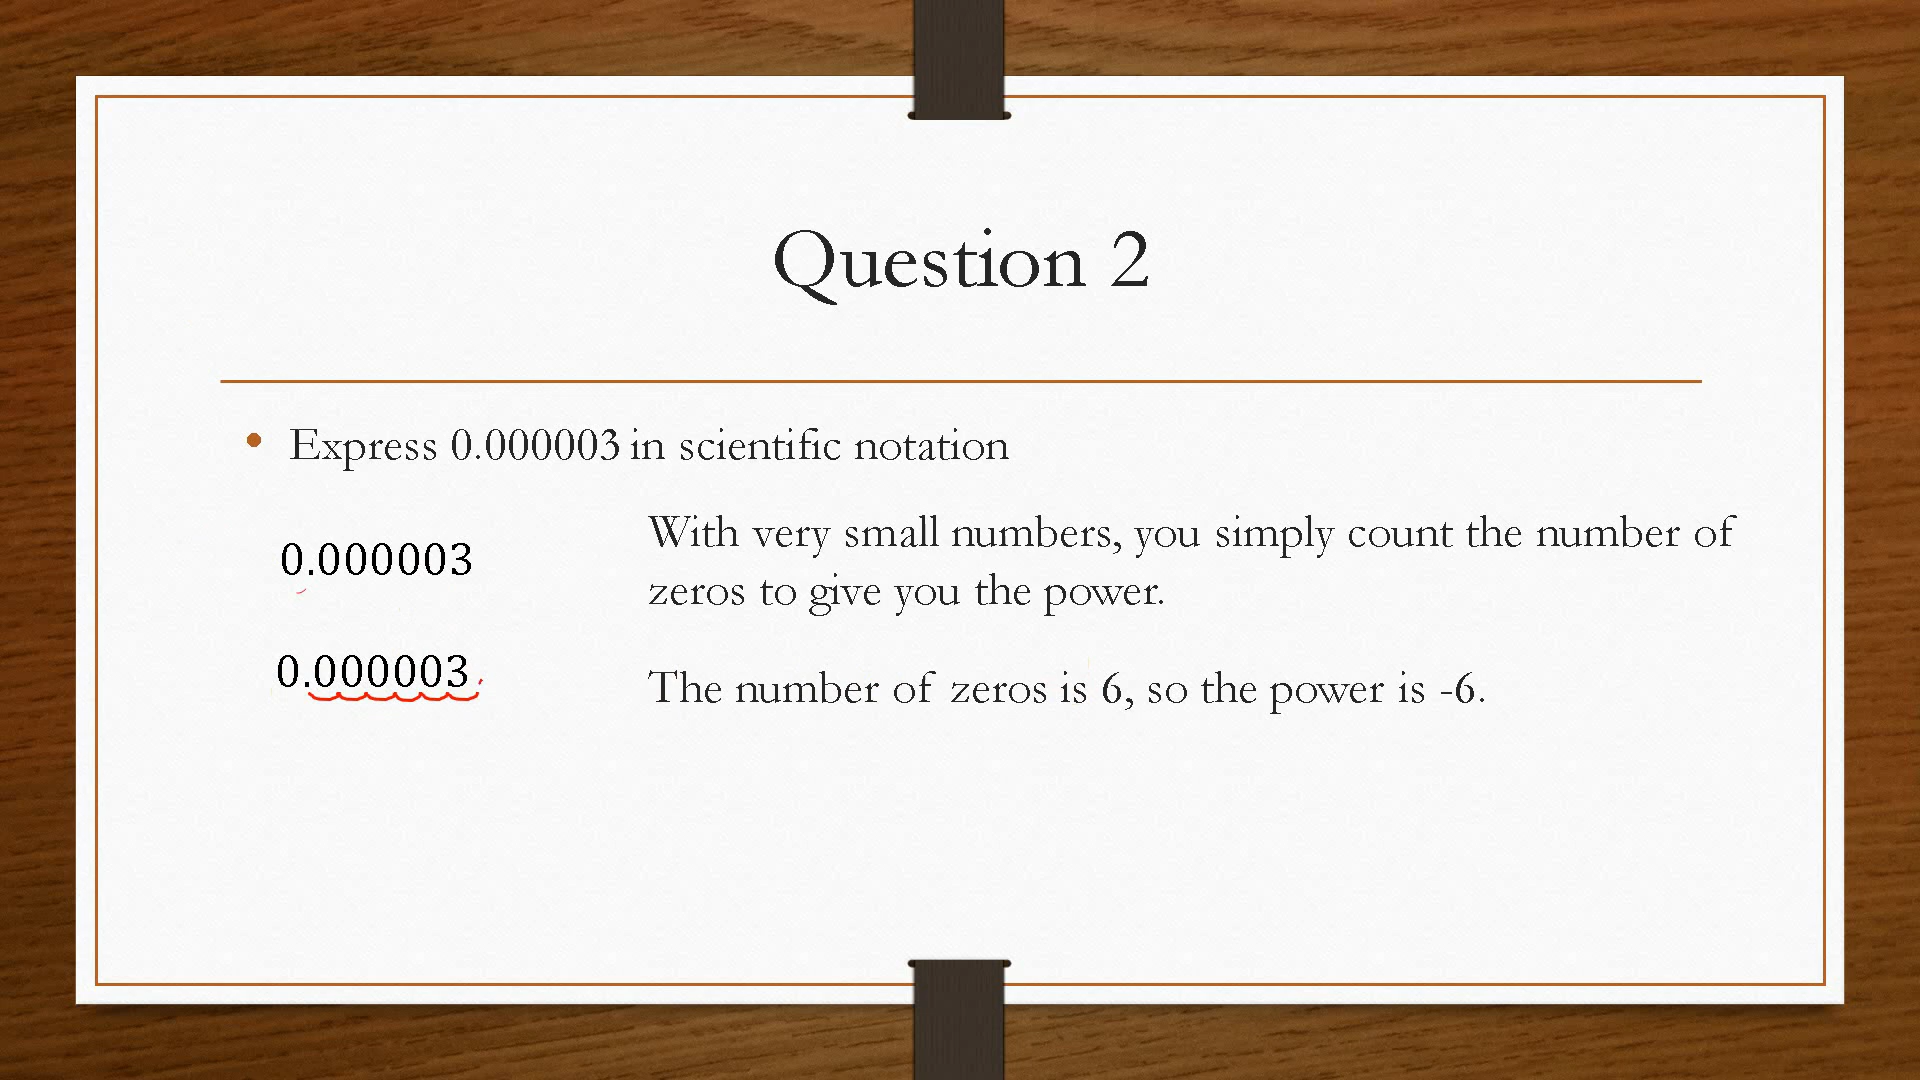 Question 2
• Express 0.000003 in scientific notation
0.000003
With very small numbers, you simply count the number of
zeros to give you the power.
0.000003
The number of zeros is 6, so the power is -6.